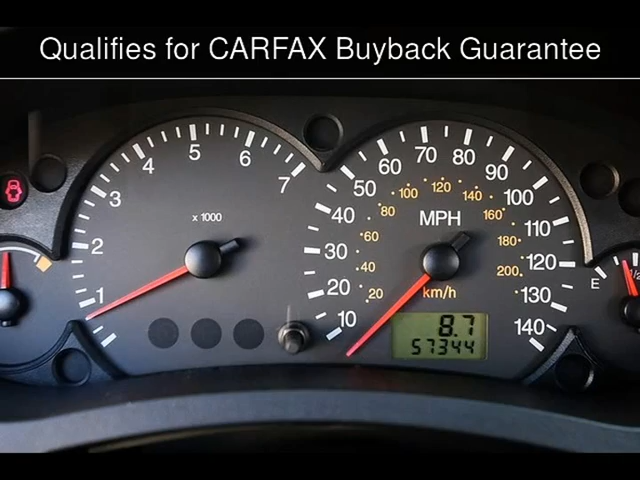 Qualifies for CARFAX Buyback Guarantee
1 2 3 4 5 6 7
x 1000
10 20 30 40 50 60 70 80 90 100 110 120 130 140
MPH
20 40 60 80 100 120 140 160 180 200
km/h
8.7
57344
E 1/2